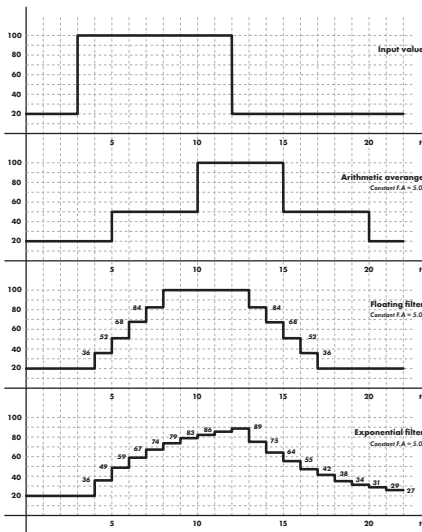 100
80
60
40
20
Input value
5 10 15 20 t
100
80
60
40
20
Arithmetic averange
Constant F.A = 5.0
5 10 15 20 t
100
80
60
40
20
Floating filter
Constant F.A = 5.0
36 52 68 84 84 68 52 36
5 10 15 20 t
100
80
60
40
20
Exponential filter
Constant F.A = 5.0
36 49 59 67 74 79 83 86 89 75 64 55 42 38 34 31 29 27
5 10 15 20 t